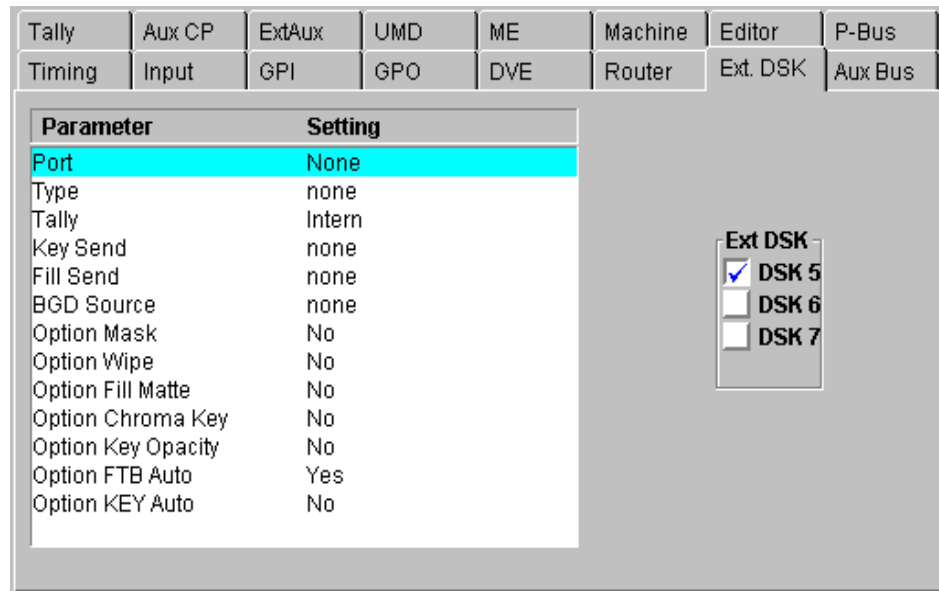 Tally Aux CP ExtAux UMD ME Machine Editor P-Bus
Timing Input GPI GPO DVE Router Ext. DSK Aux Bus
Parameter Setting
Port None
Type none
Tally Intern
Key Send none
Fill Send none
BGD Source none
Option Mask No
Option Wipe No
Option Fill Matte No
Option Chroma Key No
Option Key Opacity No
Option FTB Auto Yes
Option KEY Auto No
Ext DSK
DSK 5
DSK 6
DSK 7